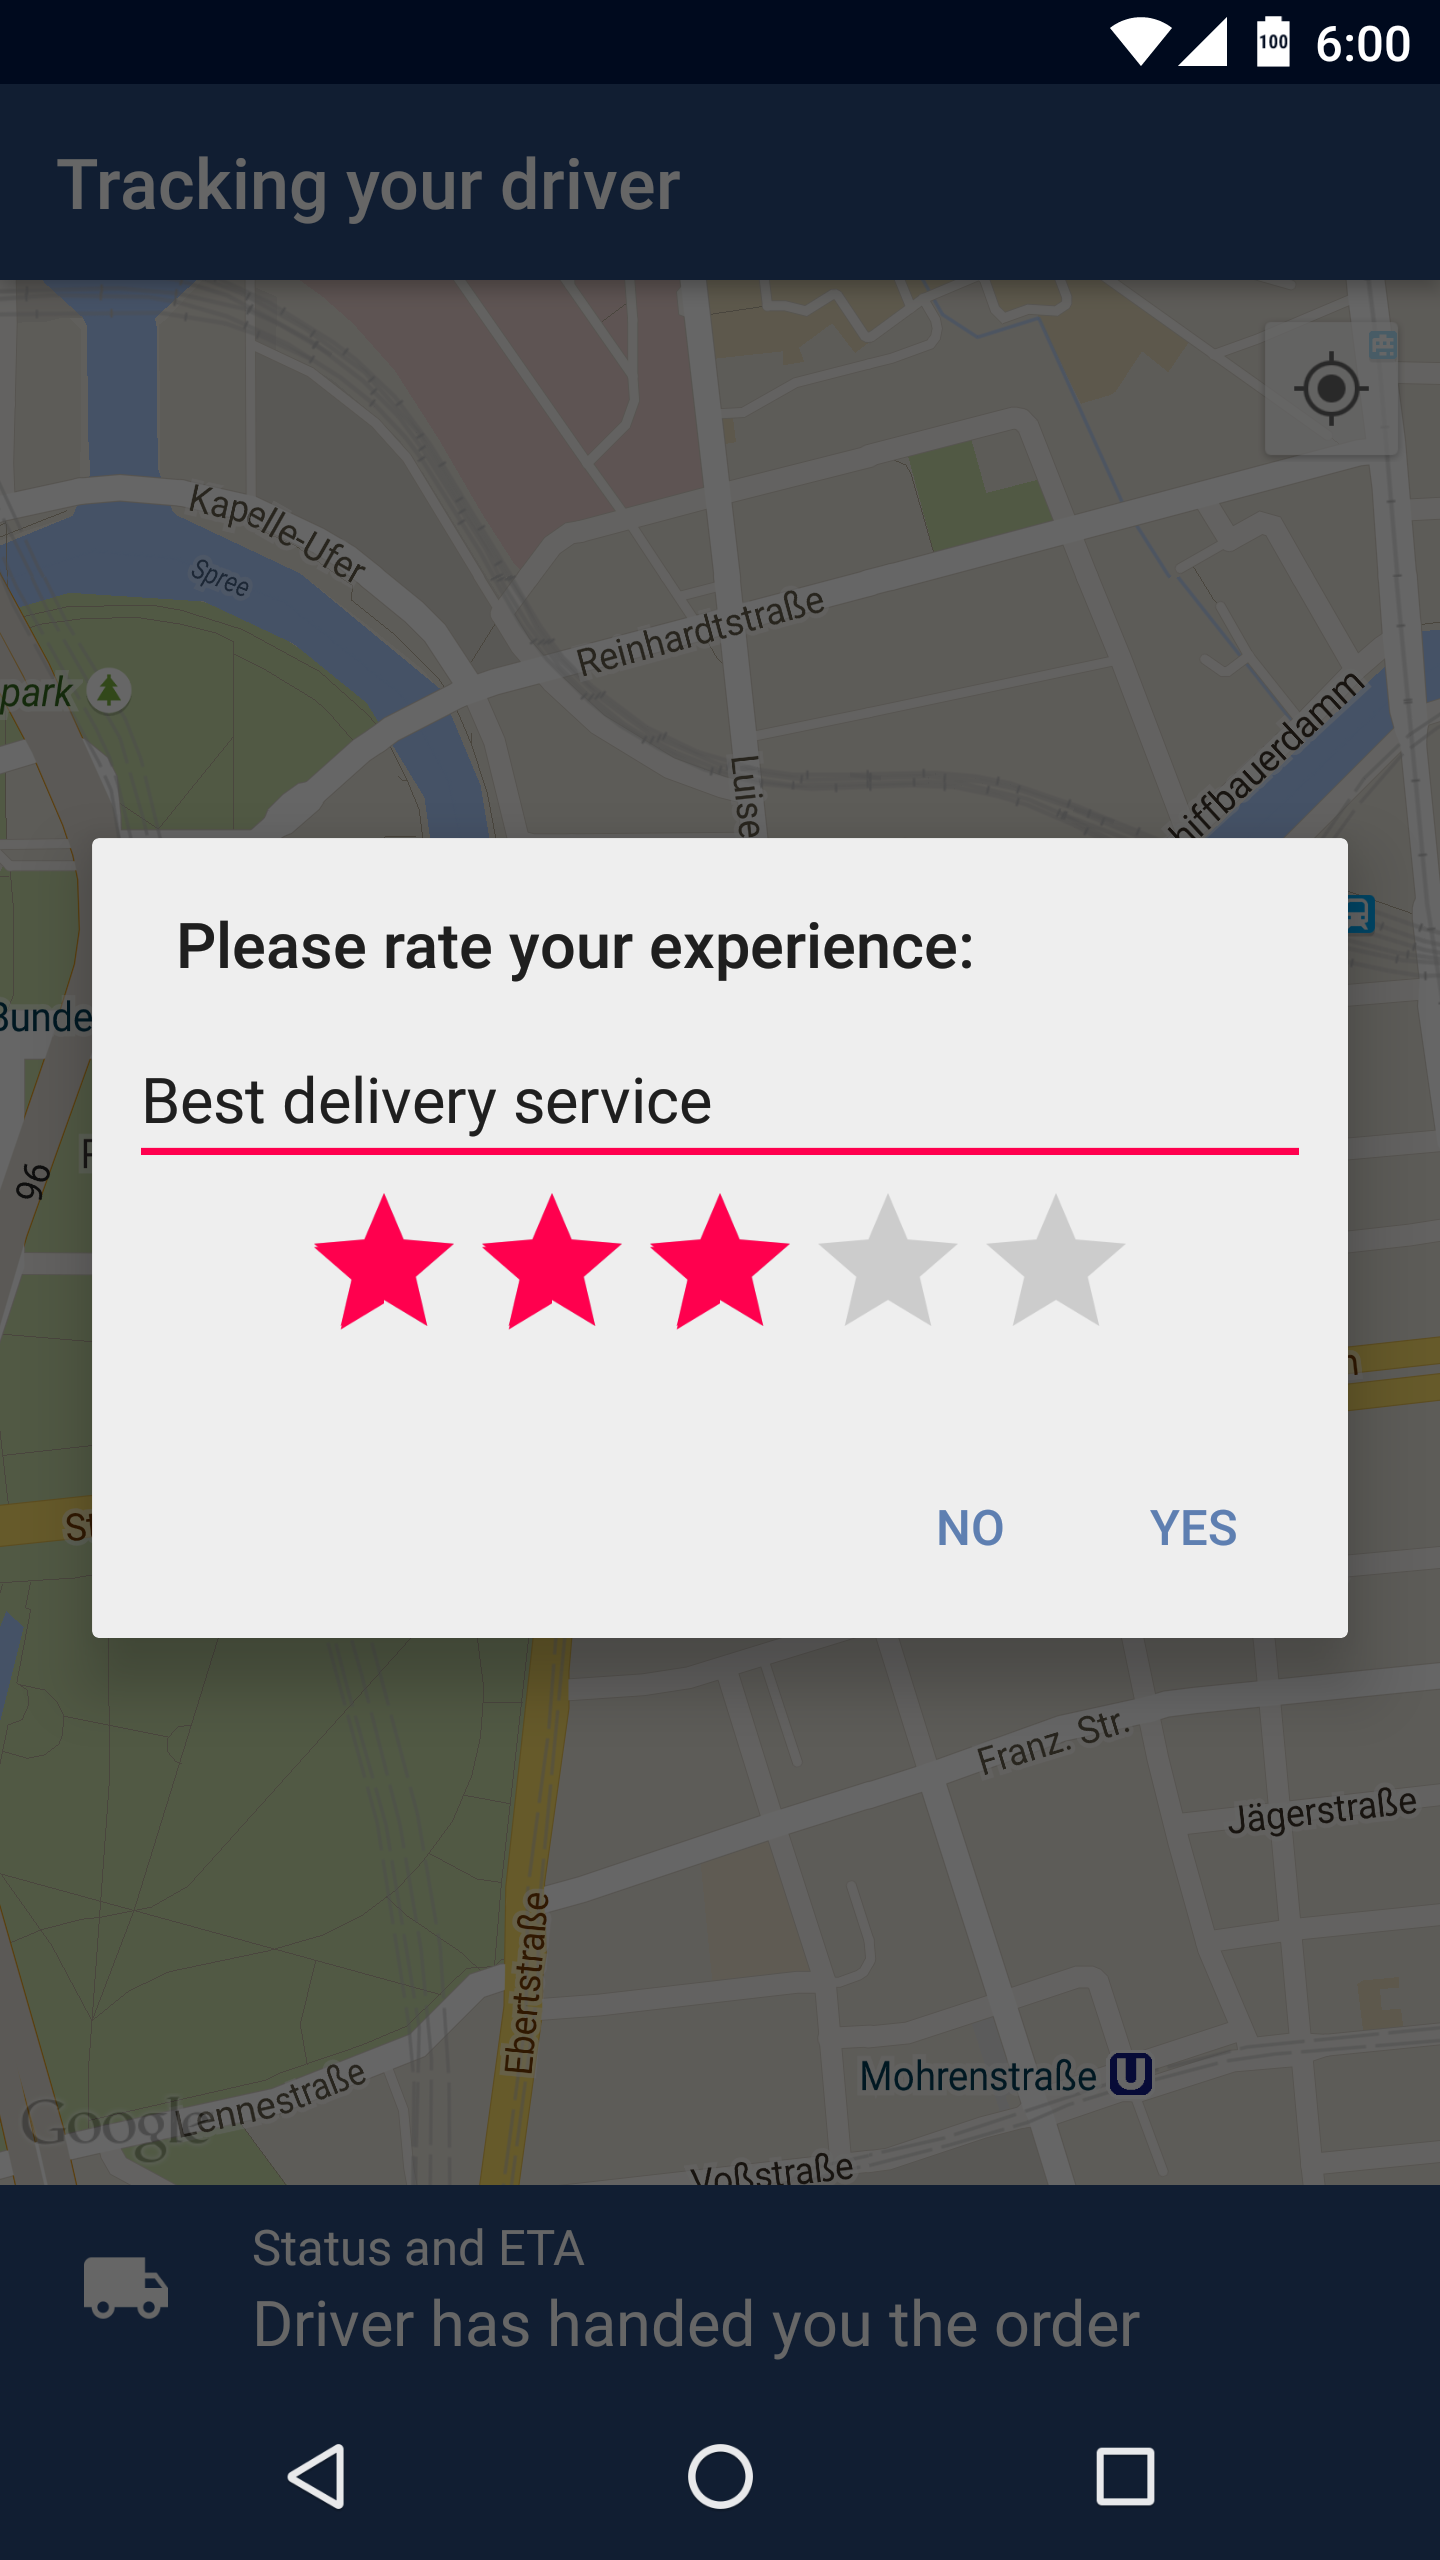 100 6:00
Tracking your driver
Kapelle-Ufer
Spree
Reinhardtstraße
park
Luise
hiffbauerdamm
Please rate your experience:
Bunde
Best delivery service
96
NO YES
Franz. Str.
Jägerstraße
Ebertstraße
Mohrenstraße U
Lennestraße
Google
Voßstraße
Status and ETA
Driver has handed you the order